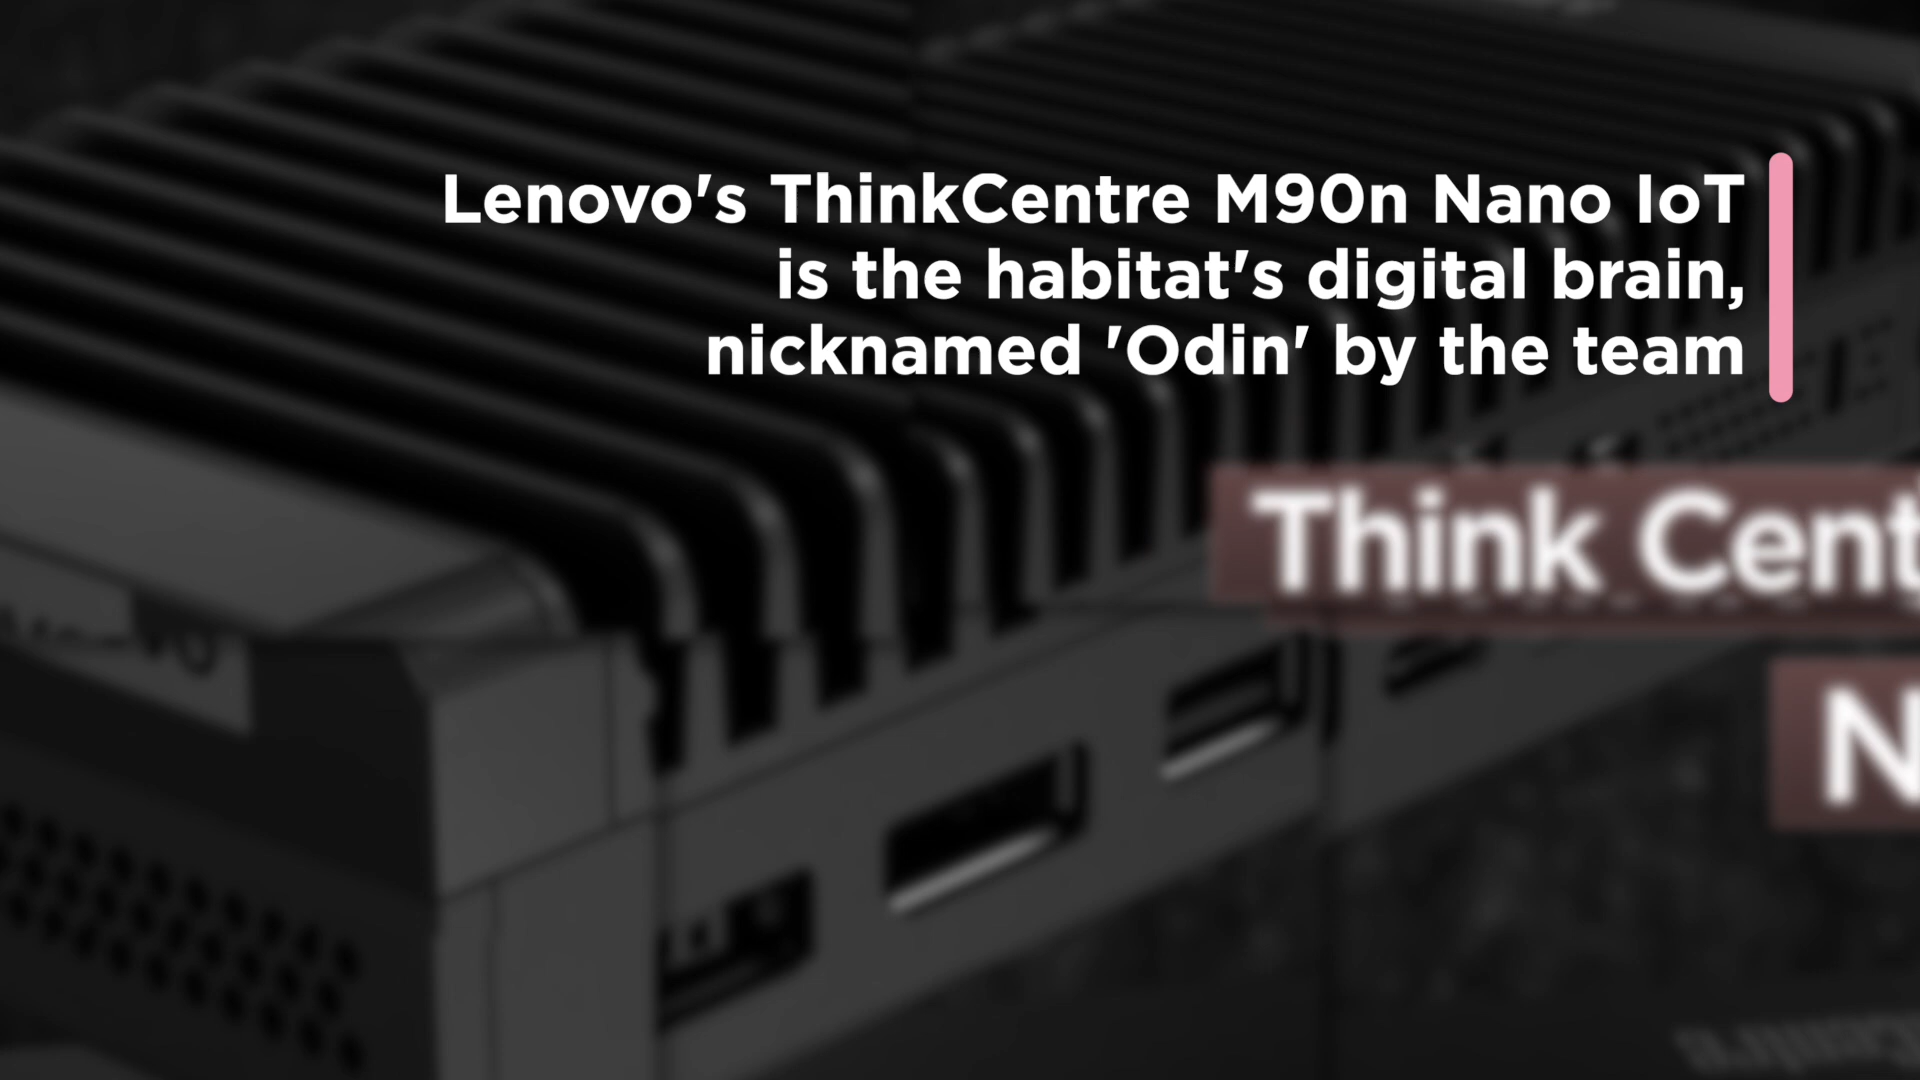 Lenovo's ThinkCentre M90n Nano IoT
is the habitat's digital brain,
nicknamed 'Odin' by the team
Think Cent
N